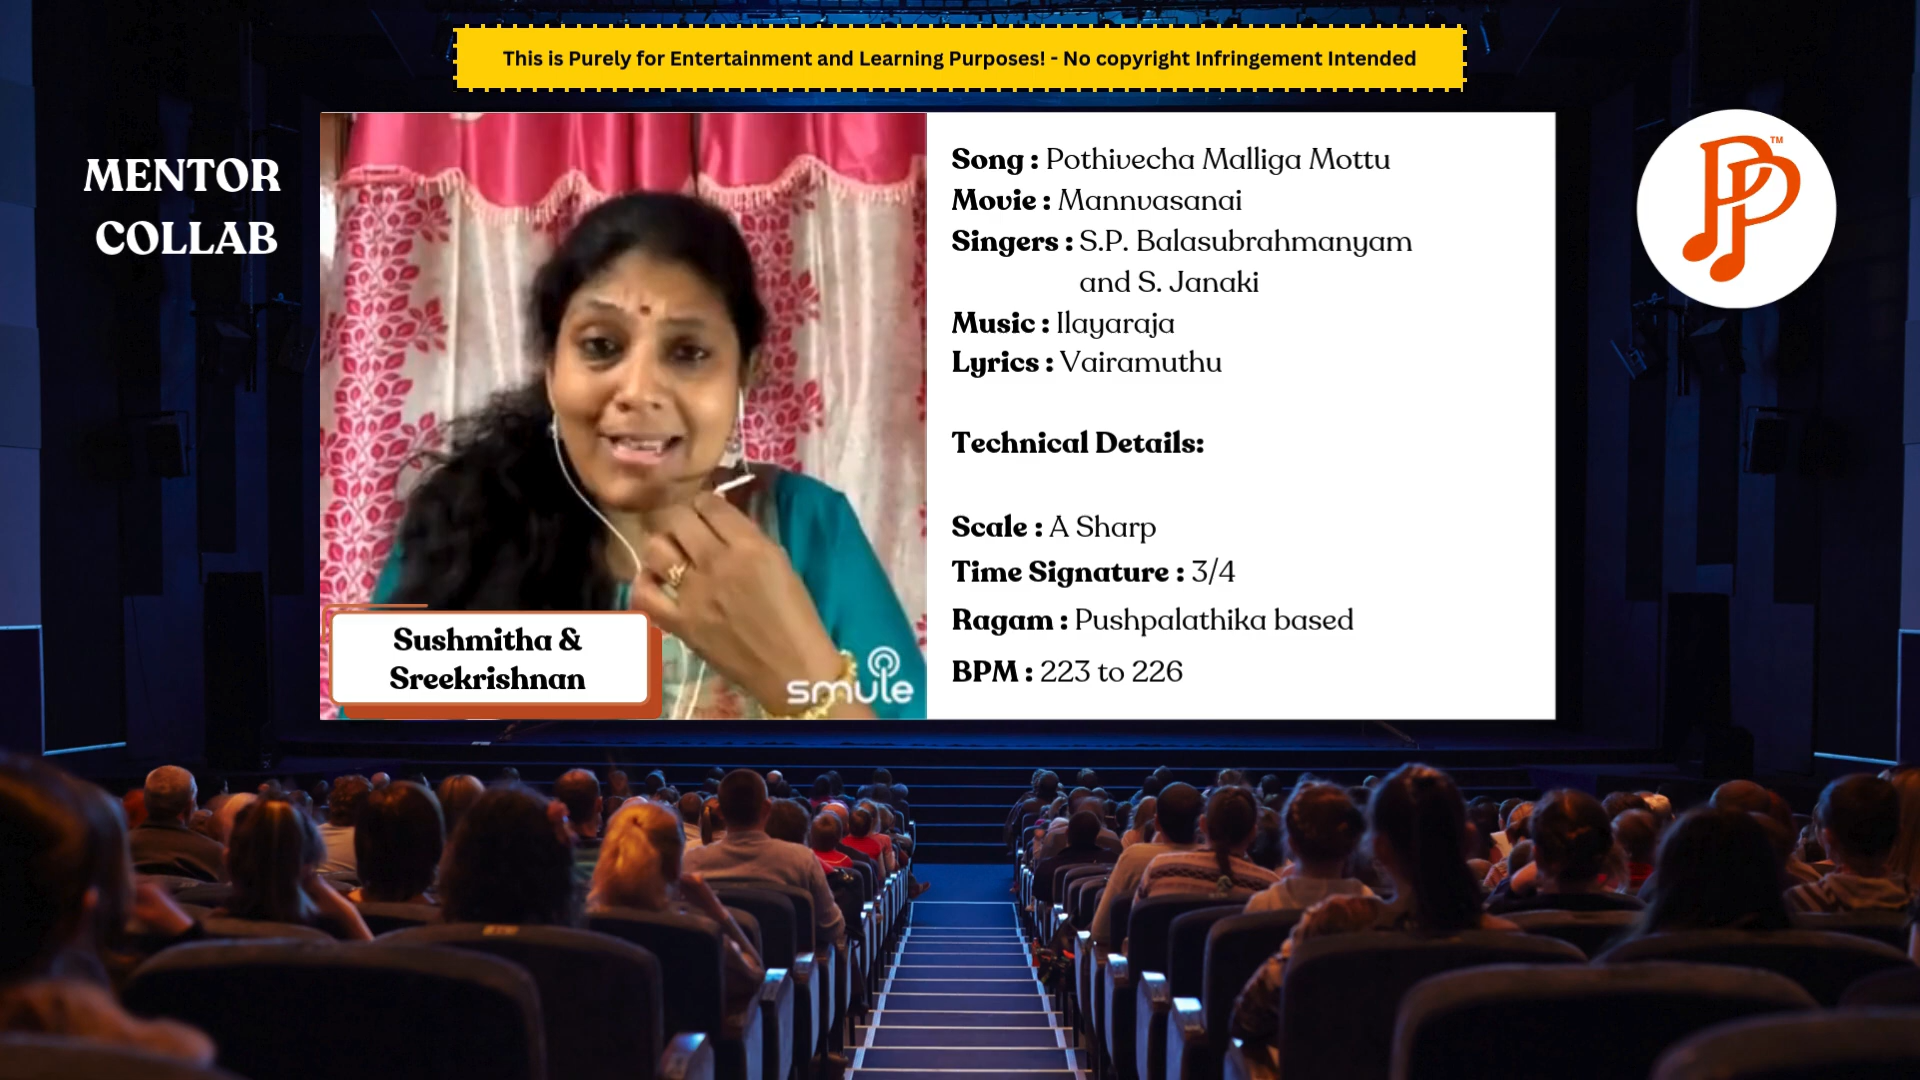 This is Purely for Entertainment and Learning Purposes! - No copyright Infringement Intended
MENTOR
COLLAB
TM
Song : Pothivecha Malliga Mottu
Movie : Mannvasanai
Singers : S.P. Balasubrahmanyam
and S. Janaki
Music : Ilayaraja
Lyrics : Vairamuthu
Technical Details:
Scale : A Sharp
Time Signature : 3/4
Ragam : Pushpalathika based
BPM : 223 to 226
Sushmitha &
Sreekrishnan
smule